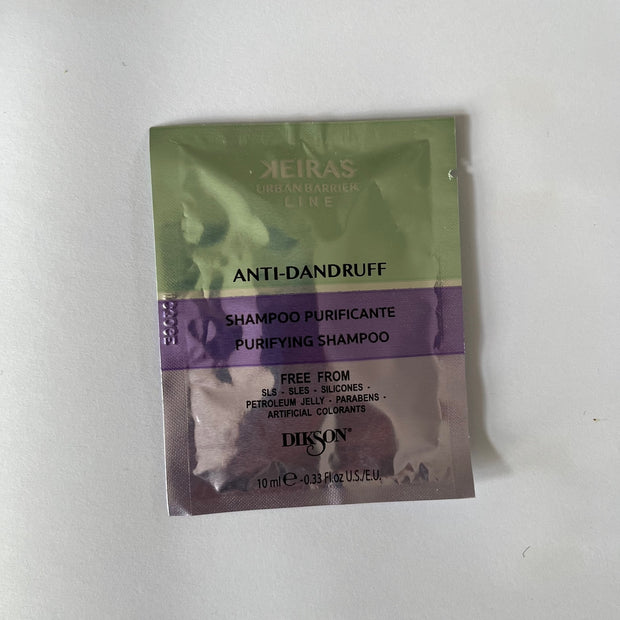 KEIRAS
URBAN BARRIER
LINE
ANTI-DANDRUFF
SHAMPOO PURIFICANTE
PURIFYING SHAMPOO
FREE FROM
SLS - SLES - SILICONES -
PETROLEUM JELLY - PARABENS -
ARTIFICIAL COLORANTS
DIKSON®
10 ml ℮ -0.33 Fl.oz U.S./E.U.